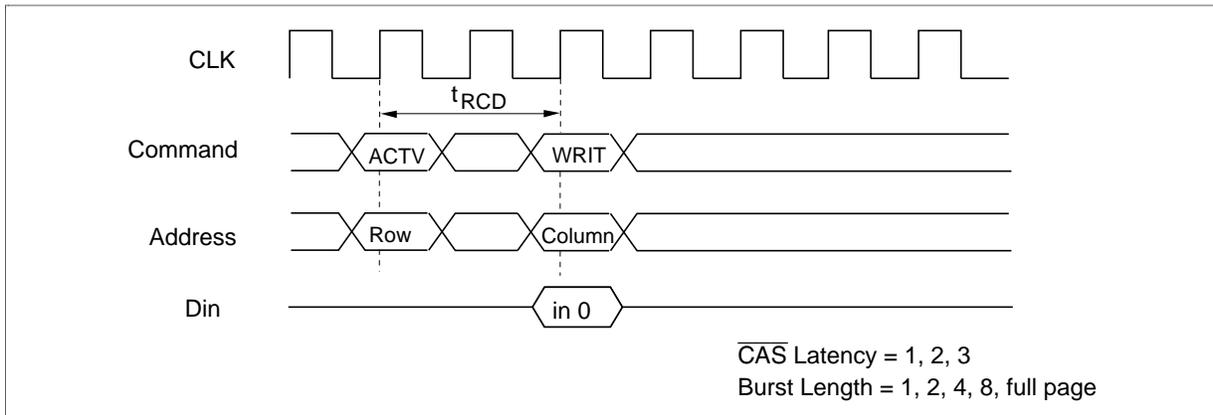 CLK
tRCD
Command ACTV WRIT
Address Row Column
Din in 0
CAS Latency = 1, 2, 3
Burst Length = 1, 2, 4, 8, full page